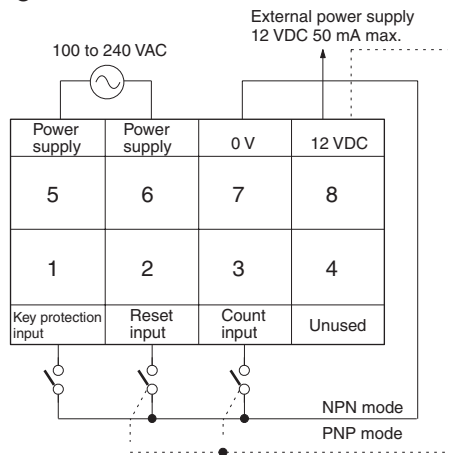 External power supply
12 VDC 50 mA max.
100 to 240 VAC
Power supply
Power supply
0 V
12 VDC
5
6
7
8
1
2
3
4
Key protection input
Reset input
Count input
Unused
NPN mode
PNP mode